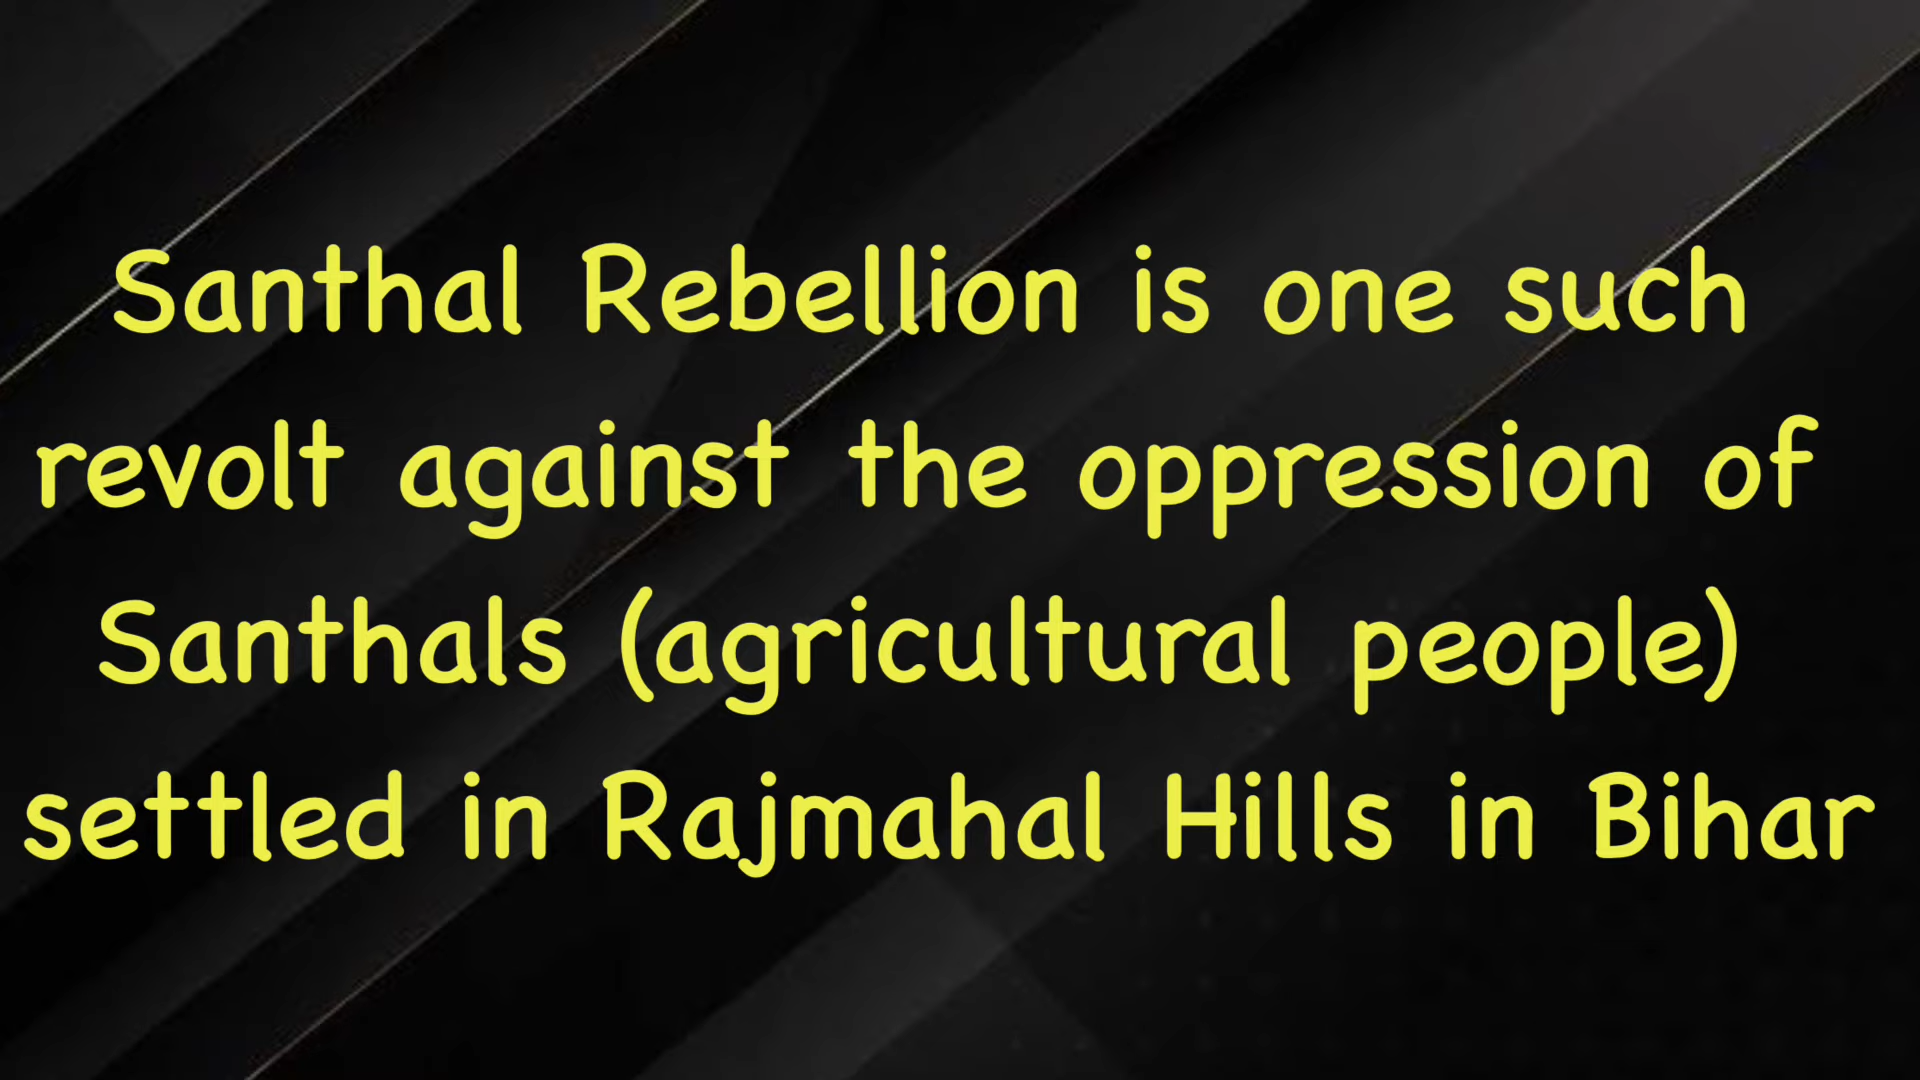 Santhal Rebellion is one such
revolt against the oppression of
Santhals (agricultural people)
settled in Rajmahal Hills in Bihar